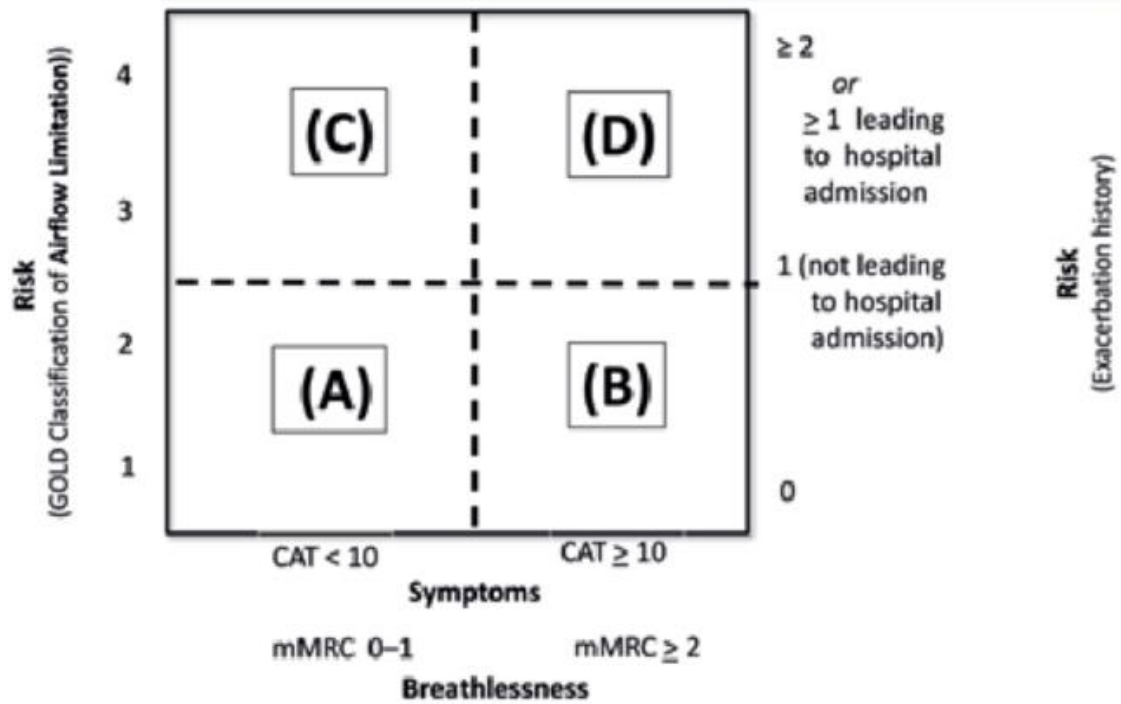 Risk
(GOLD Classification of Airflow Limitation))
4
3
2
1
(C)
(D)
(A)
(B)
≥ 2
or
≥ 1 leading
to hospital
admission
1 (not leading
to hospital
admission)
0
Risk
(Exacerbation history)
CAT < 10
CAT ≥ 10
Symptoms
mMRC 0–1
mMRC ≥ 2
Breathlessness